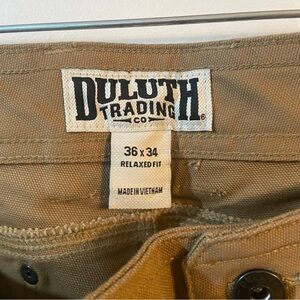 DULUTH
TRADING
CO
36 x 34
RELAXED FIT
MADE IN VIETNAM